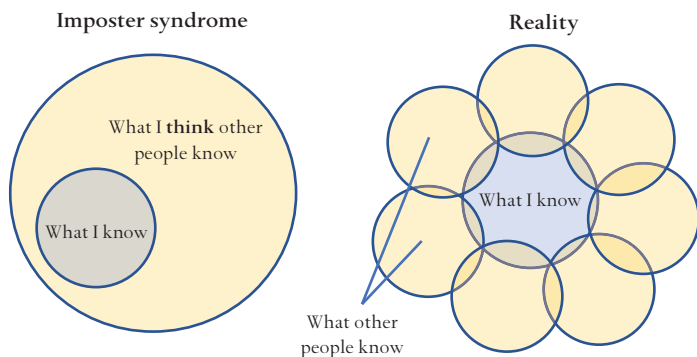 Imposter syndrome
What I think other
people know
What I know
Reality
What I know
What other
people know